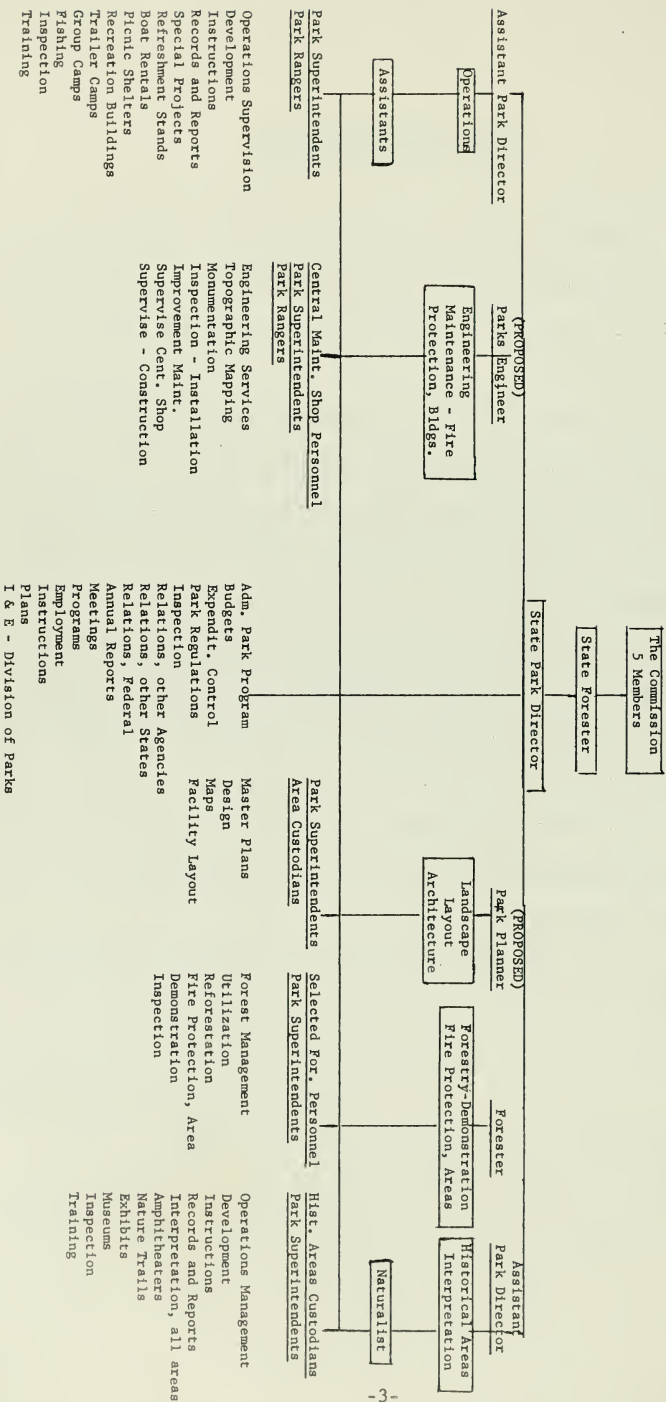 The Commission
5 Members
State Forester
State Park Director
Assistant Park Director
Operations
Assistants
Park Superintendents
Park Rangers
Operations Supervision
Development
Instructions
Records and Reports
Special Projects
Refreshment Stands
Boat Rentals
Picnic Shelters
Recreation Buildings
Trailer Camps
Group Camps
Fishing
Inspection
Training
(PROPOSED)
Parks Engineer
Engineering
Maintenance - Fire
Protection, Bldgs.
Central Maint. Shop Personnel
Park Superintendents
Park Rangers
Engineering Services
Topographic Mapping
Monumentation
Inspection - Installation
Improvement Maint.
Supervise Cent. Shop
Supervise - Construction
Adm. Park Program
Budgets
Expendit. Control
Park Regulations
Inspection
Relations, other Agencies
Relations, other States
Relations, Federal
Annual Reports
Meetings
Programs
Employment
Instructions
Plans
I & E - Division of Parks
(PROPOSED)
Park Planner
Landscape
Layout
Architecture
Park Superintendents
Area Custodians
Master Plans
Design
Maps
Facility Layout
Forester
Forestry-Demonstration
Fire Protection, Areas
Selected For. Personnel
Park Superintendents
Forest Management
Utilization
Reforestation
Fire Protection, Area
Demonstration
Inspection
Assistant
Park Director
Historical Areas
Interpretation
Naturalist
Hist. Areas Custodians
Park Superintendents
Operations Management
Development
Instructions
Records and Reports
Interpretation, all areas
Amphitheaters
Nature Trails
Exhibits
Museums
Inspection
Training
-3-